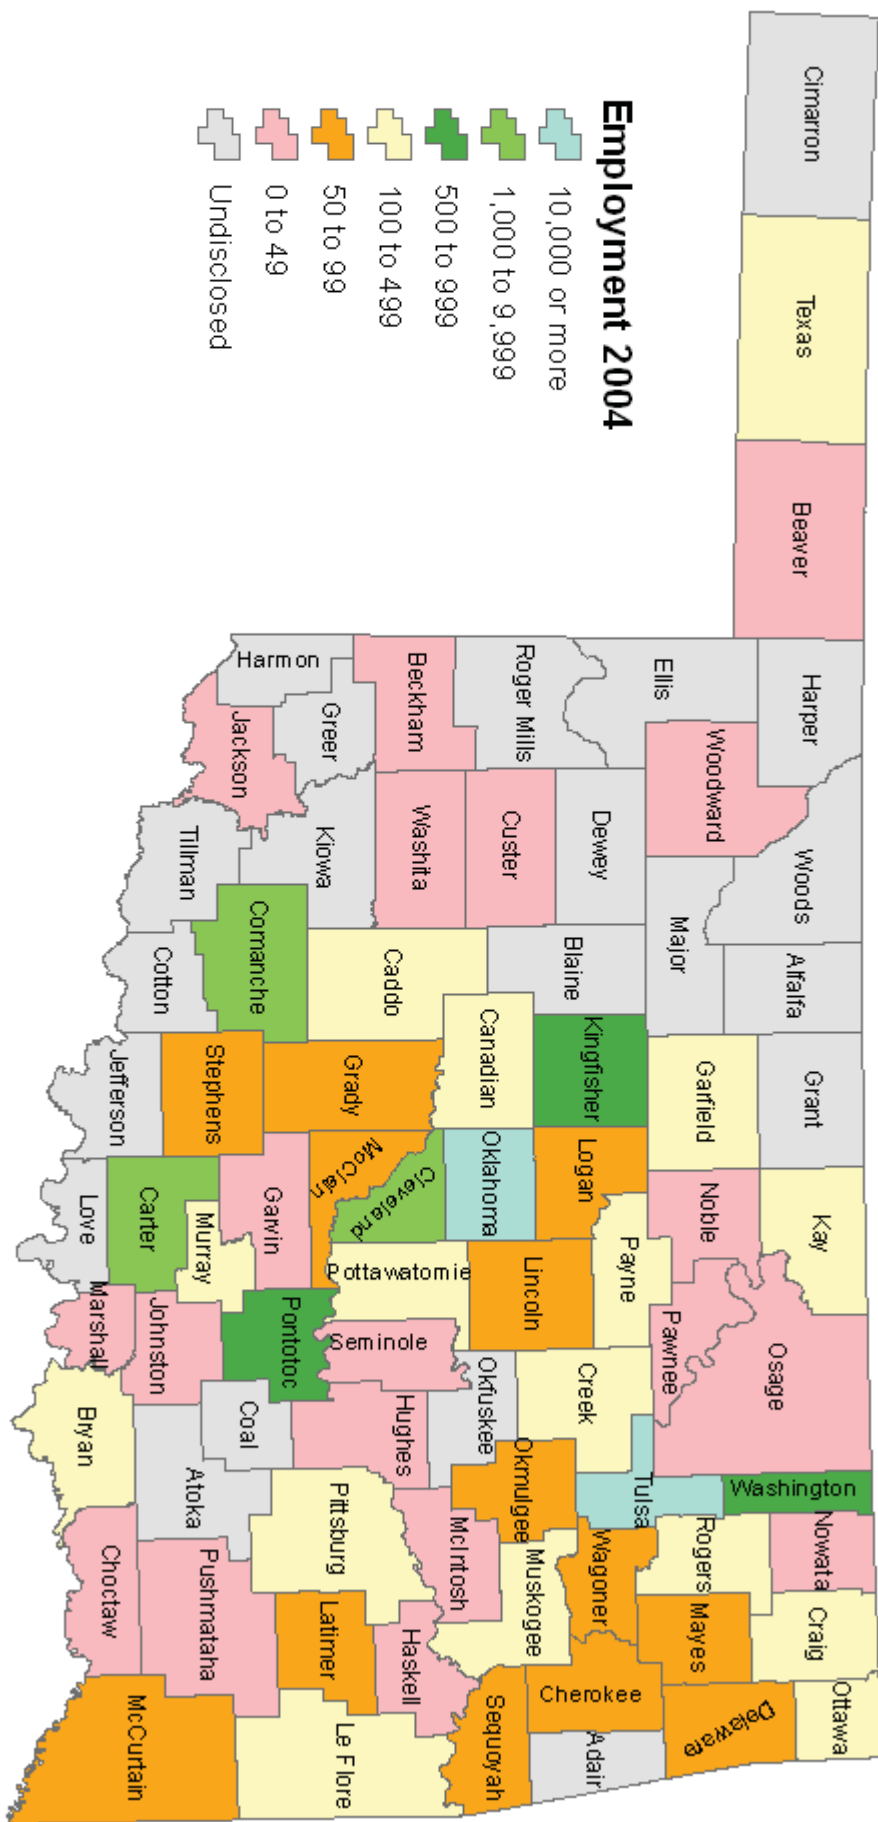 Employment 2004
10,000 or more
1,000 to 9,999
500 to 999
100 to 499
50 to 99
0 to 49
Undisclosed
Cimarron
Texas
Beaver
Harper
Woods
Alfalfa
Grant
Kay
Osage
Washington
Nowata
Craig
Ottawa
Ellis
Woodward
Major
Garfield
Noble
Pawnee
Tulsa
Rogers
Mayes
Delaware
Roger Mills
Dewey
Blaine
Kingfisher
Logan
Payne
Creek
Wagoner
Cherokee
Adair
Beckham
Custer
Washita
Caddo
Canadian
Oklahoma
Lincoln
Okfuskee
Okmulgee
Muskogee
McIntosh
Sequoyah
Harmon
Greer
Kiowa
Jackson
Comanche
Grady
McClain
Cleveland
Pottawatomie
Seminole
Hughes
Pittsburg
Haskell
Latimer
Le Flore
Tillman
Cotton
Stephens
Garvin
Murray
Pontotoc
Coal
Atoka
Pushmataha
McCurtain
Jefferson
Carter
Love
Johnston
Marshall
Bryan
Choctaw